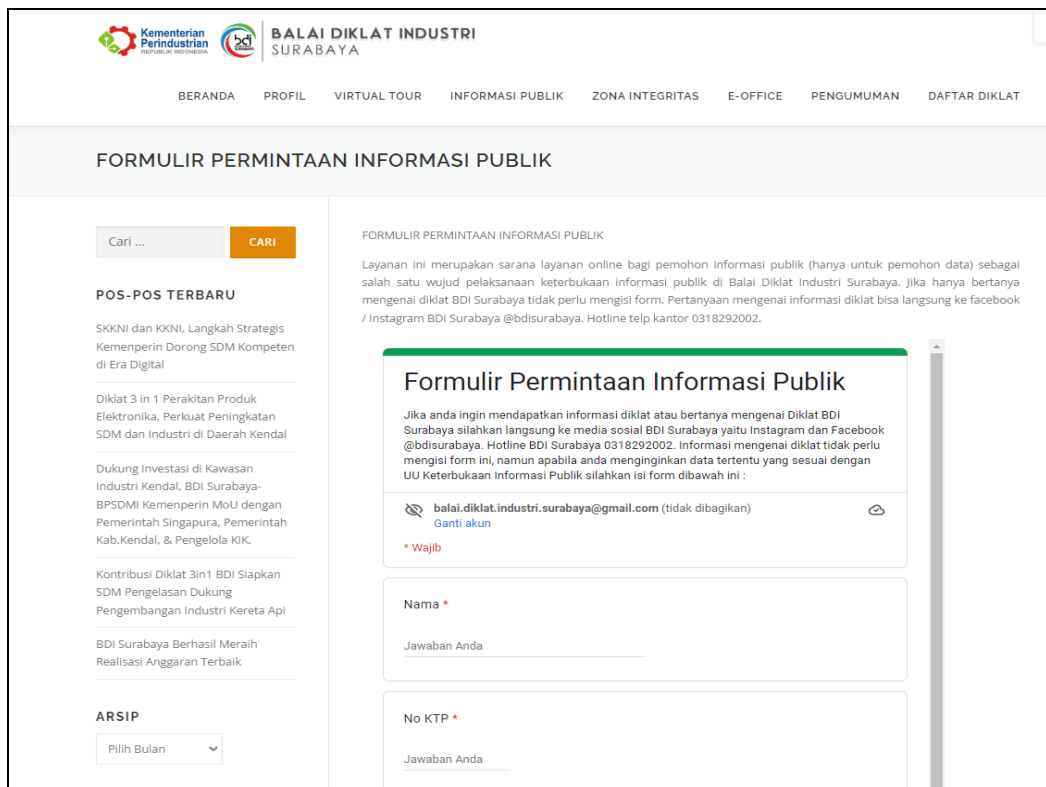 Kementerian
Perindustrian
REPUBLIK INDONESIA
bdi
BALAI DIKLAT INDUSTRI
SURABAYA
BERANDA PROFIL VIRTUAL TOUR INFORMASI PUBLIK ZONA INTEGRITAS E-OFFICE PENGUMUMAN DAFTAR DIKLAT
FORMULIR PERMINTAAN INFORMASI PUBLIK
Cari ...
CARI
POS-POS TERBARU
SKKNI dan KKNI, Langkah Strategis
Kemenperin Dorong SDM Kompeten
di Era Digital
Diklat 3 in 1 Perakitan Produk
Elektronika, Perkuat Peningkatan
SDM dan Industri di Daerah Kendal
Dukung Investasi di Kawasan
Industri Kendal, BDI Surabaya-
BPSDMI Kemenperin MoU dengan
Pemerintah Singapura, Pemerintah
Kab.Kendal, & Pengelola KIK.
Kontribusi Diklat 3in1 BDI Siapkan
SDM Pengelasan Dukung
Pengembangan Industri Kereta Api
BDI Surabaya Berhasil Meraih
Realisasi Anggaran Terbaik
ARSIP
Pilih Bulan
FORMULIR PERMINTAAN INFORMASI PUBLIK
Layanan ini merupakan sarana layanan online bagi pemohon informasi publik (hanya untuk pemohon data) sebagai
salah satu wujud pelaksanaan keterbukaan informasi publik di Balai Diklat Industri Surabaya. Jika hanya bertanya
mengenai diklat BDI Surabaya tidak perlu mengisi form. Pertanyaan mengenai informasi diklat bisa langsung ke facebook
/ Instagram BDI Surabaya @bdisurabaya. Hotline telp kantor 0318292002.
Formulir Permintaan Informasi Publik
Jika anda ingin mendapatkan informasi diklat atau bertanya mengenai Diklat BDI
Surabaya silahkan langsung ke media sosial BDI Surabaya yaitu Instagram dan Facebook
@bdisurabaya. Hotline BDI Surabaya 0318292002. Informasi mengenai diklat tidak perlu
mengisi form ini, namun apabila anda menginginkan data tertentu yang sesuai dengan
UU Keterbukaan Informasi Publik silahkan isi form dibawah ini :
balai.diklat.industri.surabaya@gmail.com (tidak dibagikan)
Ganti akun
* Wajib
Nama *
Jawaban Anda
No KTP *
Jawaban Anda